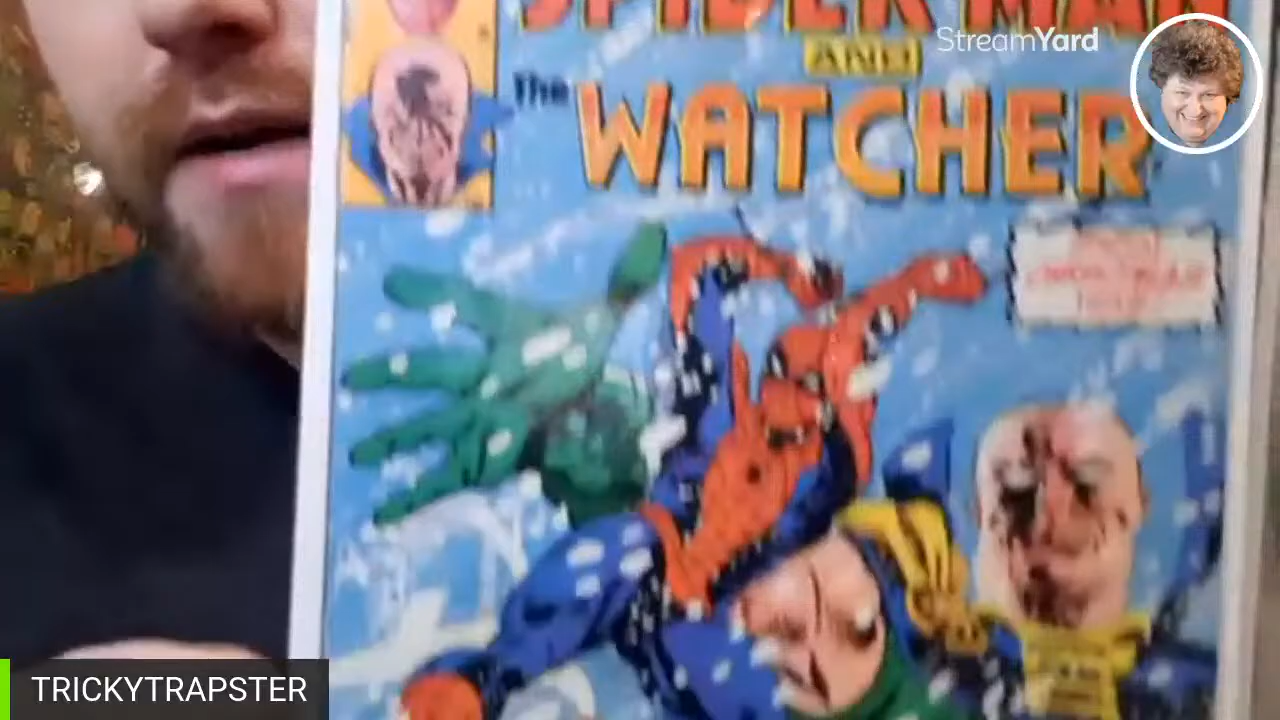 SPIDER-MAN
StreamYard
AND
The WATCHER
TRICKYTRAPSTER